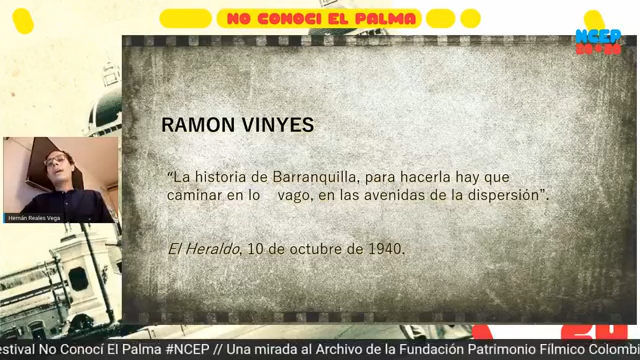 NO CONOCI EL PALMA
NCEP
RAMON VINYES
“La historia de Barranquilla, para hacerla hay que
caminar en lo vago, en las avenidas de la dispersión”.
El Heraldo, 10 de octubre de 1940.
Hernán Reales Vega
estival No Conocí El Palma #NCEP // Una mirada al Archivo de la Fundación Patrimonio Fílmico Colombi